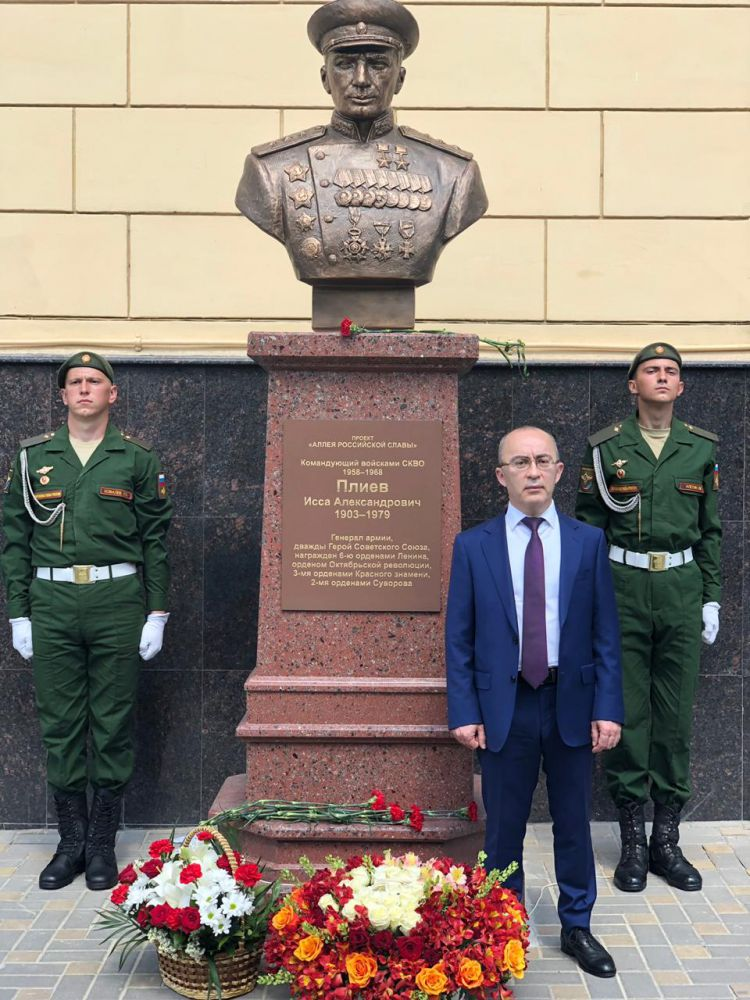 ПРОЕКТ
«АЛЛЕЯ РОССИЙСКОЙ СЛАВЫ»
Командующий войсками СКВО
1958–1968
Плиев
Исса Александрович
1903–1979
Генерал армии,
дважды Герой Советского Союза,
награжден 6-ю орденами Ленина,
орденом Октябрьской революции,
3-мя орденами Красного знамени,
2-мя орденами Суворова